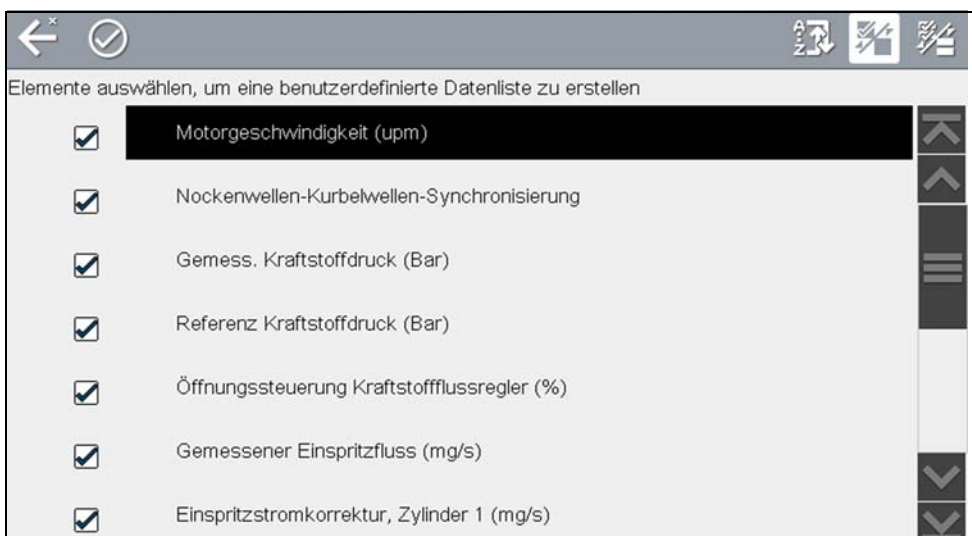 A
Z
Elemente auswählen, um eine benutzerdefinierte Datenliste zu erstellen
Motorgeschwindigkeit (upm)
Nockenwellen-Kurbelwellen-Synchronisierung
Gemess. Kraftstoffdruck (Bar)
Referenz Kraftstoffdruck (Bar)
Öffnungssteuerung Kraftstoffflussregler (%)
Gemessener Einspritzfluss (mg/s)
Einspritzstromkorrektur, Zylinder 1 (mg/s)